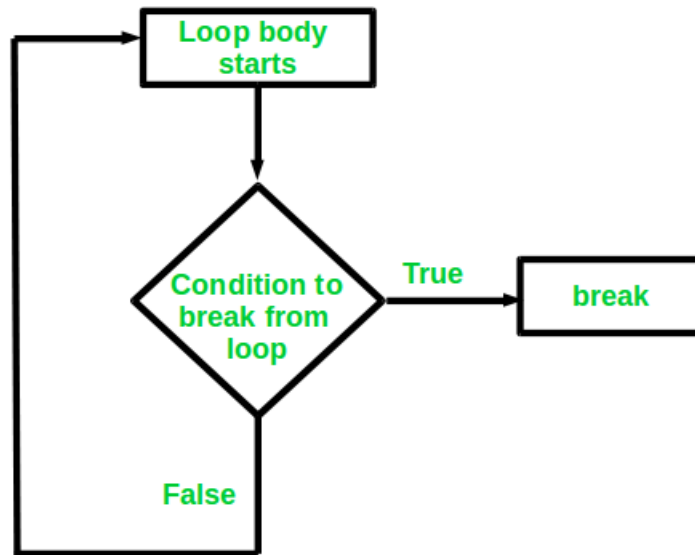 Loop body
starts
Condition to
break from
loop
True
break
False